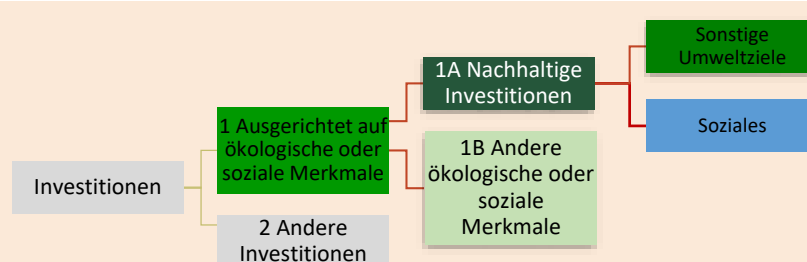 Sonstige
Umweltziele
1A Nachhaltige
Investitionen
1 Ausgerichtet auf
ökologische oder
soziale Merkmale
Soziales
1B Andere
ökologische oder
soziale
Merkmale
Investitionen
2 Andere
Investitionen